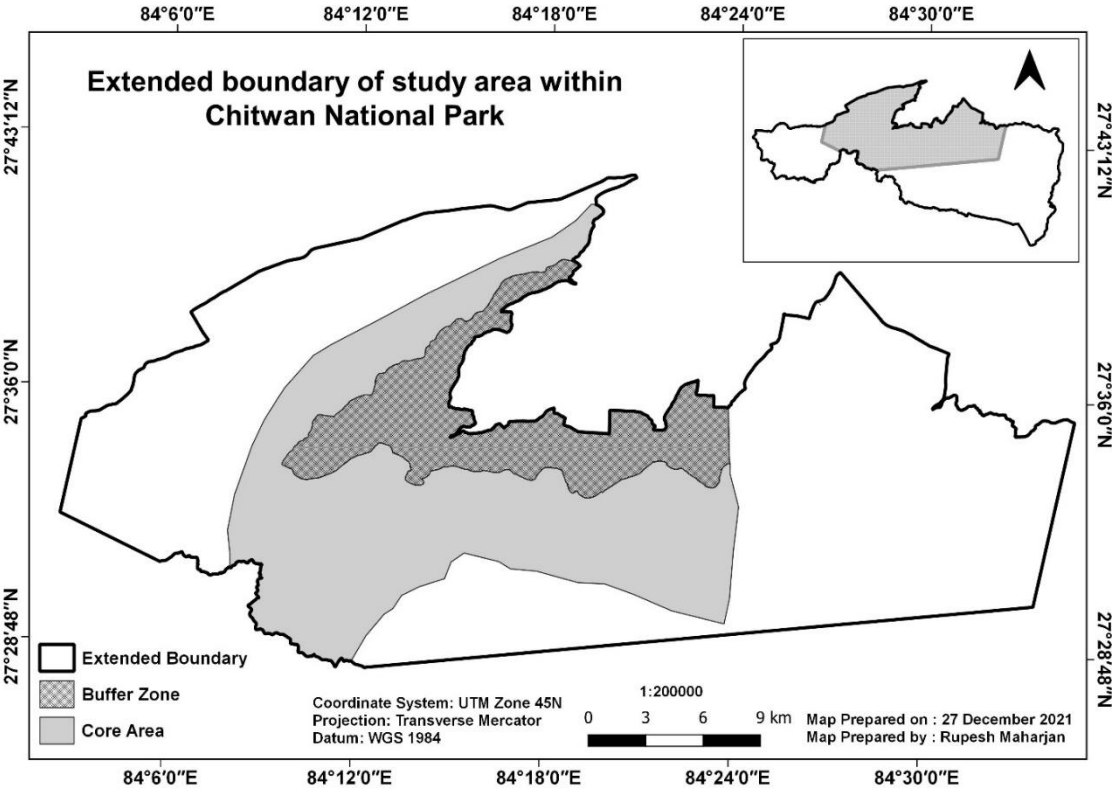 84°6′0″E 84°12′0″E 84°18′0″E 84°24′0″E 84°30′0″E
Extended boundary of study area within
Chitwan National Park
27°43′12″N
27°36′0″N
27°28′48″N
27°43′12″N
27°36′0″N
27°28′48″N
Extended Boundary
Buffer Zone
Core Area
Coordinate System: UTM Zone 45N
Projection: Transverse Mercator
Datum: WGS 1984
1:200000
0 3 6 9 km
Map Prepared on : 27 December 2021
Map Prepared by : Rupesh Maharjan
84°6′0″E 84°12′0″E 84°18′0″E 84°24′0″E 84°30′0″E